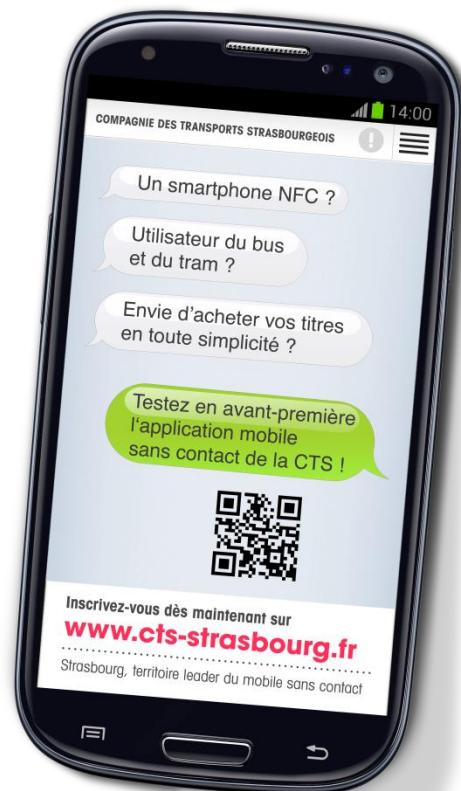 14:00
COMPAGNIE DES TRANSPORTS STRASBOURGEOIS
Un smartphone NFC ?
Utilisateur du bus
et du tram ?
Envie d'acheter vos titres
en toute simplicité ?
Testez en avant-première
l‘application mobile
sans contact de la CTS !
Inscrivez-vous dès maintenant sur
www.cts-strasbourg.fr
Strasbourg, territoire leader du mobile sans contact